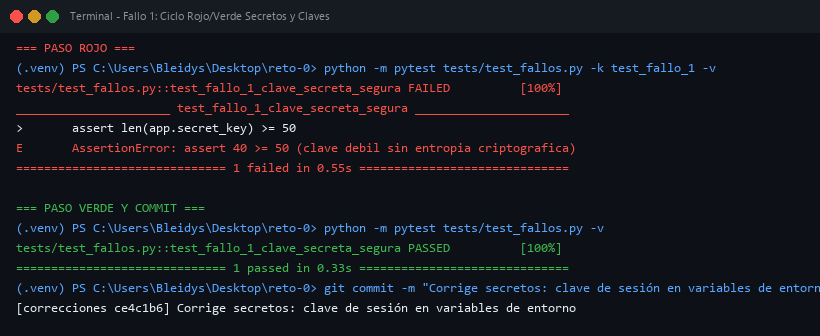 Terminal - Fallo 1: Ciclo Rojo/Verde Secretos y Claves
=== PASO ROJO ===
(.venv) PS C:\Users\Bleidys\Desktop\reto-0> python -m pytest tests/test_fallos.py -k test_fallo_1 -v
tests/test_fallos.py::test_fallo_1_clave_secreta_segura FAILED          [100%]
______________________ test_fallo_1_clave_secreta_segura ______________________
>       assert len(app.secret_key) >= 50
E       AssertionError: assert 40 >= 50 (clave debil sin entropia criptografica)
============================== 1 failed in 0.55s ==============================
=== PASO VERDE Y COMMIT ===
(.venv) PS C:\Users\Bleidys\Desktop\reto-0> python -m pytest tests/test_fallos.py -v
tests/test_fallos.py::test_fallo_1_clave_secreta_segura PASSED          [100%]
============================== 1 passed in 0.33s ==============================
(.venv) PS C:\Users\Bleidys\Desktop\reto-0> git commit -m "Corrige secretos: clave de sesión en variables de entorn
[correcciones ce4c1b6] Corrige secretos: clave de sesión en variables de entorno